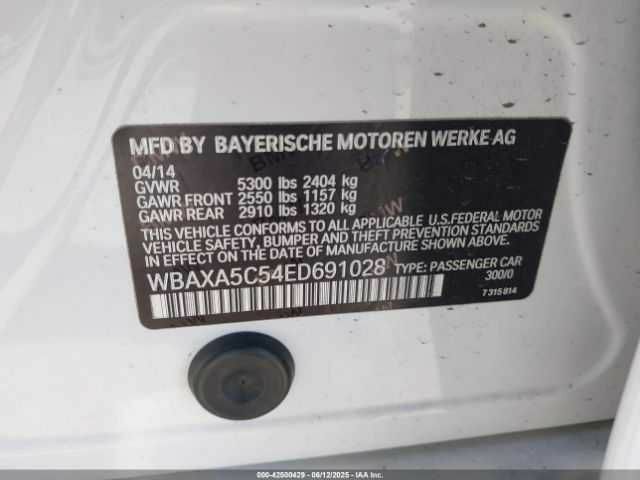 MFD BY BAYERISCHE MOTOREN WERKE AG
04/14
GVWR 5300 lbs 2404 kg
GAWR FRONT 2550 lbs 1157 kg
GAWR REAR 2910 lbs 1320 kg
THIS VEHICLE CONFORMS TO ALL APPLICABLE U.S.FEDERAL MOTOR
VEHICLE SAFETY, BUMPER AND THEFT PREVENTION STANDARDS IN
EFFECT ON THE DATE OF MANUFACTURE SHOWN ABOVE.
WBAXA5C54ED691028 TYPE: PASSENGER CAR
300/0
7 315 814
000-42500429 - 06/12/2025 - IAA Holdings, LLC. Copyright